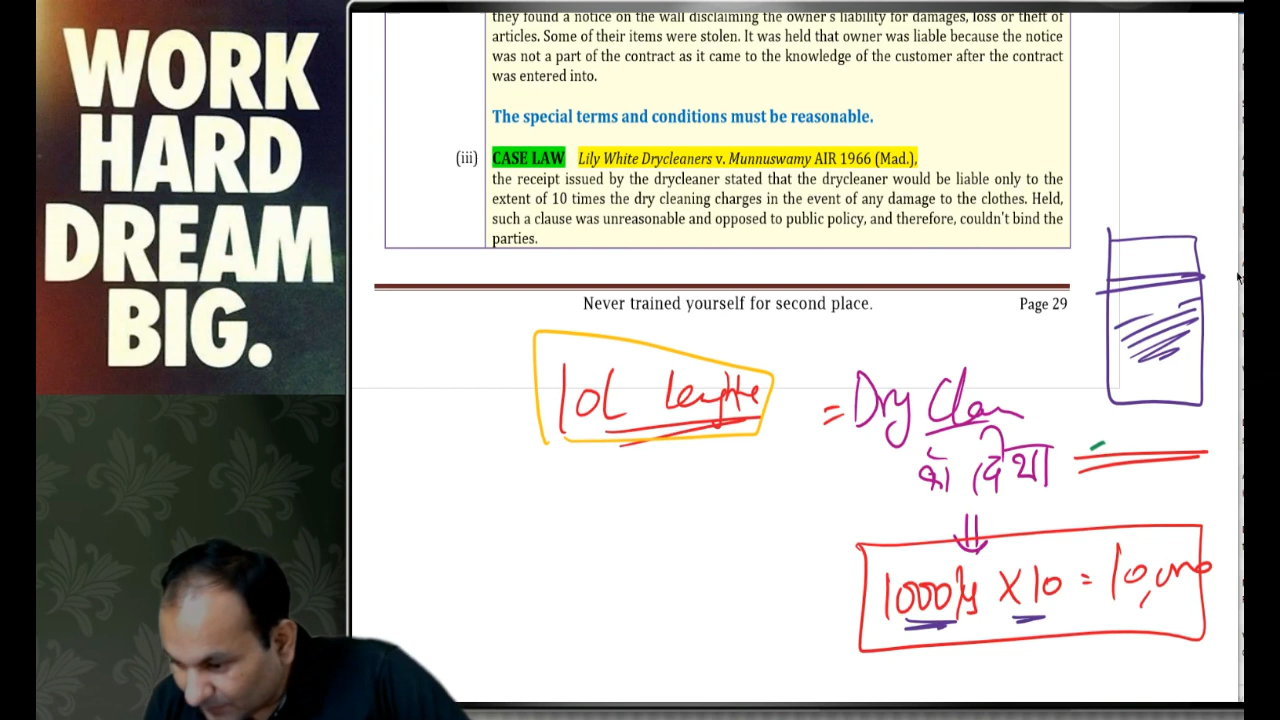 WORK
HARD
DREAM
BIG.
they found a notice on the wall disclaiming the owner's liability for damages, loss or theft of
articles. Some of their items were stolen. It was held that owner was liable because the notice
was not a part of the contract as it came to the knowledge of the customer after the contract
was entered into.
The special terms and conditions must be reasonable.
(iii) CASE LAW Lily White Drycleaners v. Munnuswamy AIR 1966 (Mad.),
the receipt issued by the drycleaner stated that the drycleaner would be liable only to the
extent of 10 times the dry cleaning charges in the event of any damage to the clothes. Held,
such a clause was unreasonable and opposed to public policy, and therefore, couldn't bind the
parties.
Never trained yourself for second place. Page 29
10L
= Dry
को दिया
1000/- X 10 = 10,000